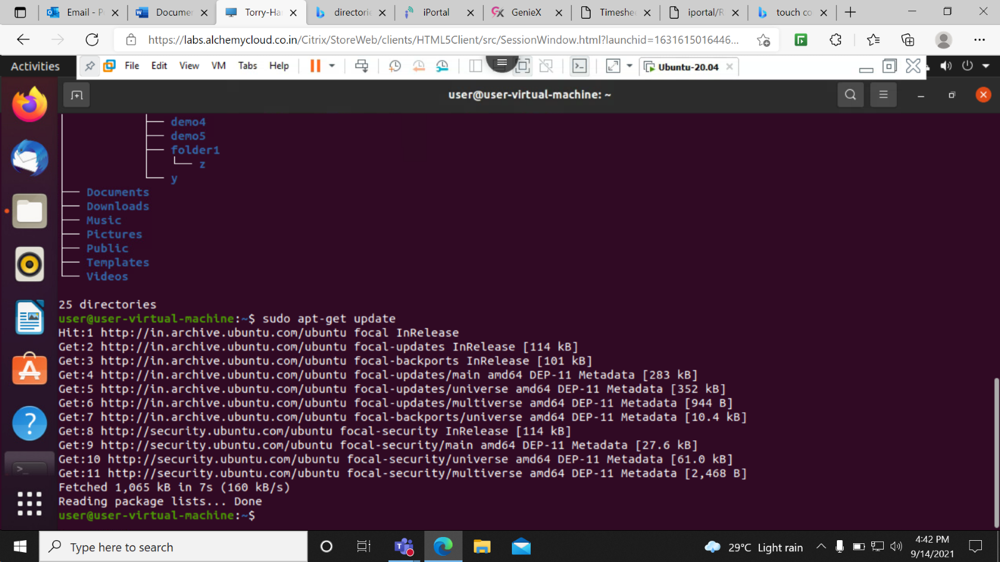 Email - P
Documen
Torry-Ha
directorie
iPortal
GenieX
Timeshe
iportal/R
touch co
https://labs.alchemycloud.co.in/Citrix/StoreWeb/clients/HTML5Client/src/SessionWindow.html?launchid=1631615016446...
Activities
File Edit View VM Tabs Help
Ubuntu-20.04
user@user-virtual-machine: ~
├── demo4
├── demo5
├── folder1
└── z
└── y
├── Documents
├── Downloads
├── Music
├── Pictures
├── Public
├── Templates
└── Videos
25 directories
user@user-virtual-machine:~$ sudo apt-get update
Hit:1 http://in.archive.ubuntu.com/ubuntu focal InRelease
Get:2 http://in.archive.ubuntu.com/ubuntu focal-updates InRelease [114 kB]
Get:3 http://in.archive.ubuntu.com/ubuntu focal-backports InRelease [101 kB]
Get:4 http://in.archive.ubuntu.com/ubuntu focal-updates/main amd64 DEP-11 Metadata [283 kB]
Get:5 http://in.archive.ubuntu.com/ubuntu focal-updates/universe amd64 DEP-11 Metadata [352 kB]
Get:6 http://in.archive.ubuntu.com/ubuntu focal-updates/multiverse amd64 DEP-11 Metadata [944 B]
Get:7 http://in.archive.ubuntu.com/ubuntu focal-backports/universe amd64 DEP-11 Metadata [10.4 kB]
Get:8 http://security.ubuntu.com/ubuntu focal-security InRelease [114 kB]
Get:9 http://security.ubuntu.com/ubuntu focal-security/main amd64 DEP-11 Metadata [27.6 kB]
Get:10 http://security.ubuntu.com/ubuntu focal-security/universe amd64 DEP-11 Metadata [61.0 kB]
Get:11 http://security.ubuntu.com/ubuntu focal-security/multiverse amd64 DEP-11 Metadata [2,468 B]
Fetched 1,065 kB in 7s (160 kB/s)
Reading package lists... Done
user@user-virtual-machine:~$
Type here to search
29°C Light rain
4:42 PM
9/14/2021